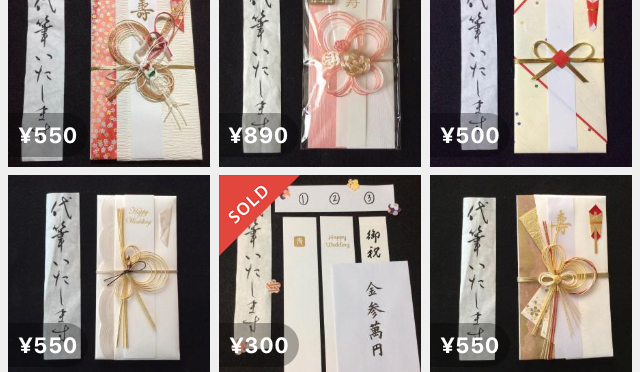 代筆いたします
寿
¥550
代筆いたします
寿
¥890
代筆いたします
¥500
代筆いたします
Happy
Wedding
¥550
SOLD
代筆いたします
① ② ③
Happy
Wedding
御祝
金参萬円
¥300
代筆いたします
寿
¥550